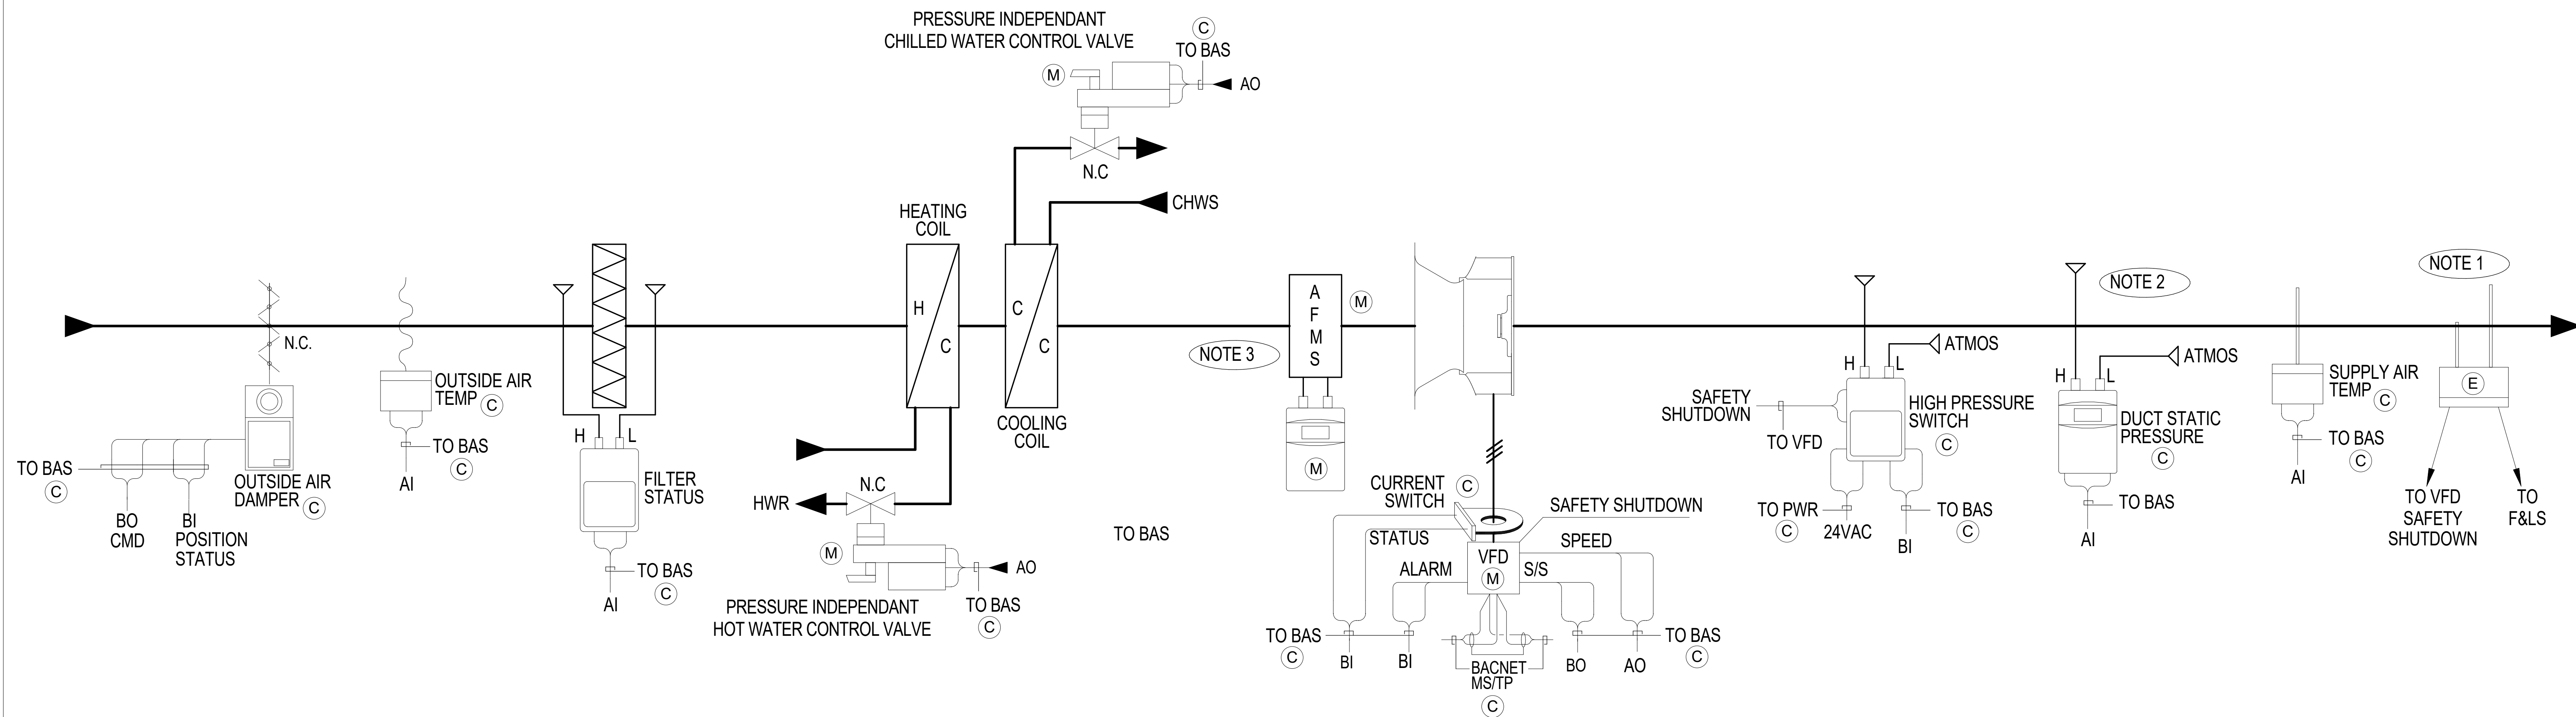 PRESSURE INDEPENDANT
CHILLED WATER CONTROL VALVE
C
TO BAS
M
AO
N.C
CHWS
HEATING
COIL
H
C
C
C
COOLING
COIL
HWR
N.C
M
AO
TO BAS
C
PRESSURE INDEPENDANT
HOT WATER CONTROL VALVE
N.C.
OUTSIDE AIR
DAMPER
C
TO BAS
C
BO
CMD
BI
POSITION
STATUS
OUTSIDE AIR
TEMP
C
TO BAS
C
AI
H
L
FILTER
STATUS
TO BAS
C
AI
TO BAS
NOTE 3
A
F
M
S
M
M
CURRENT
SWITCH
C
SAFETY SHUTDOWN
STATUS
SPEED
VFD
M
ALARM
S/S
TO BAS
C
BI
BI
BACNET
MS/TP
C
BO
AO
TO BAS
C
H
L
ATMOS
SAFETY
SHUTDOWN
TO VFD
HIGH PRESSURE
SWITCH
C
TO PWR
C
24VAC
TO BAS
C
BI
NOTE 2
H
L
ATMOS
DUCT STATIC
PRESSURE
C
TO BAS
AI
SUPPLY AIR
TEMP
C
TO BAS
C
AI
NOTE 1
E
TO VFD
SAFETY
SHUTDOWN
TO
F&LS